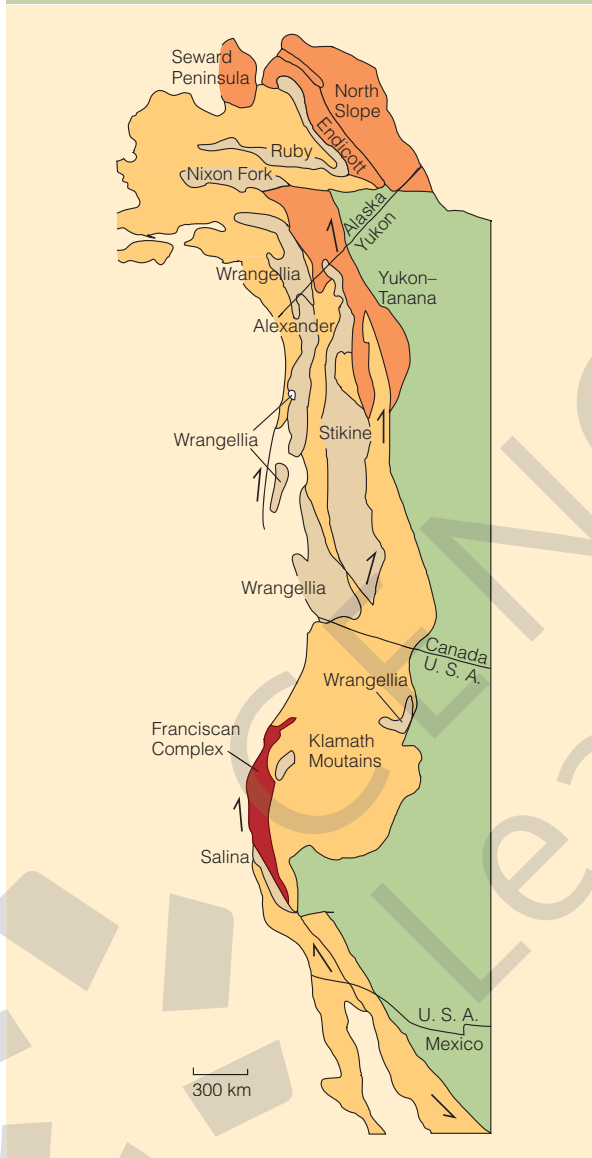 Seward
Peninsula
North
Slope
Endicott
Ruby
Nixon Fork
Alaska
Yukon
Wrangellia
Yukon–
Tanana
Alexander
Wrangellia
Stikine
Wrangellia
Canada
U. S. A.
Wrangellia
Franciscan
Complex
Klamath
Moutains
Salina
U. S. A.
Mexico
300 km